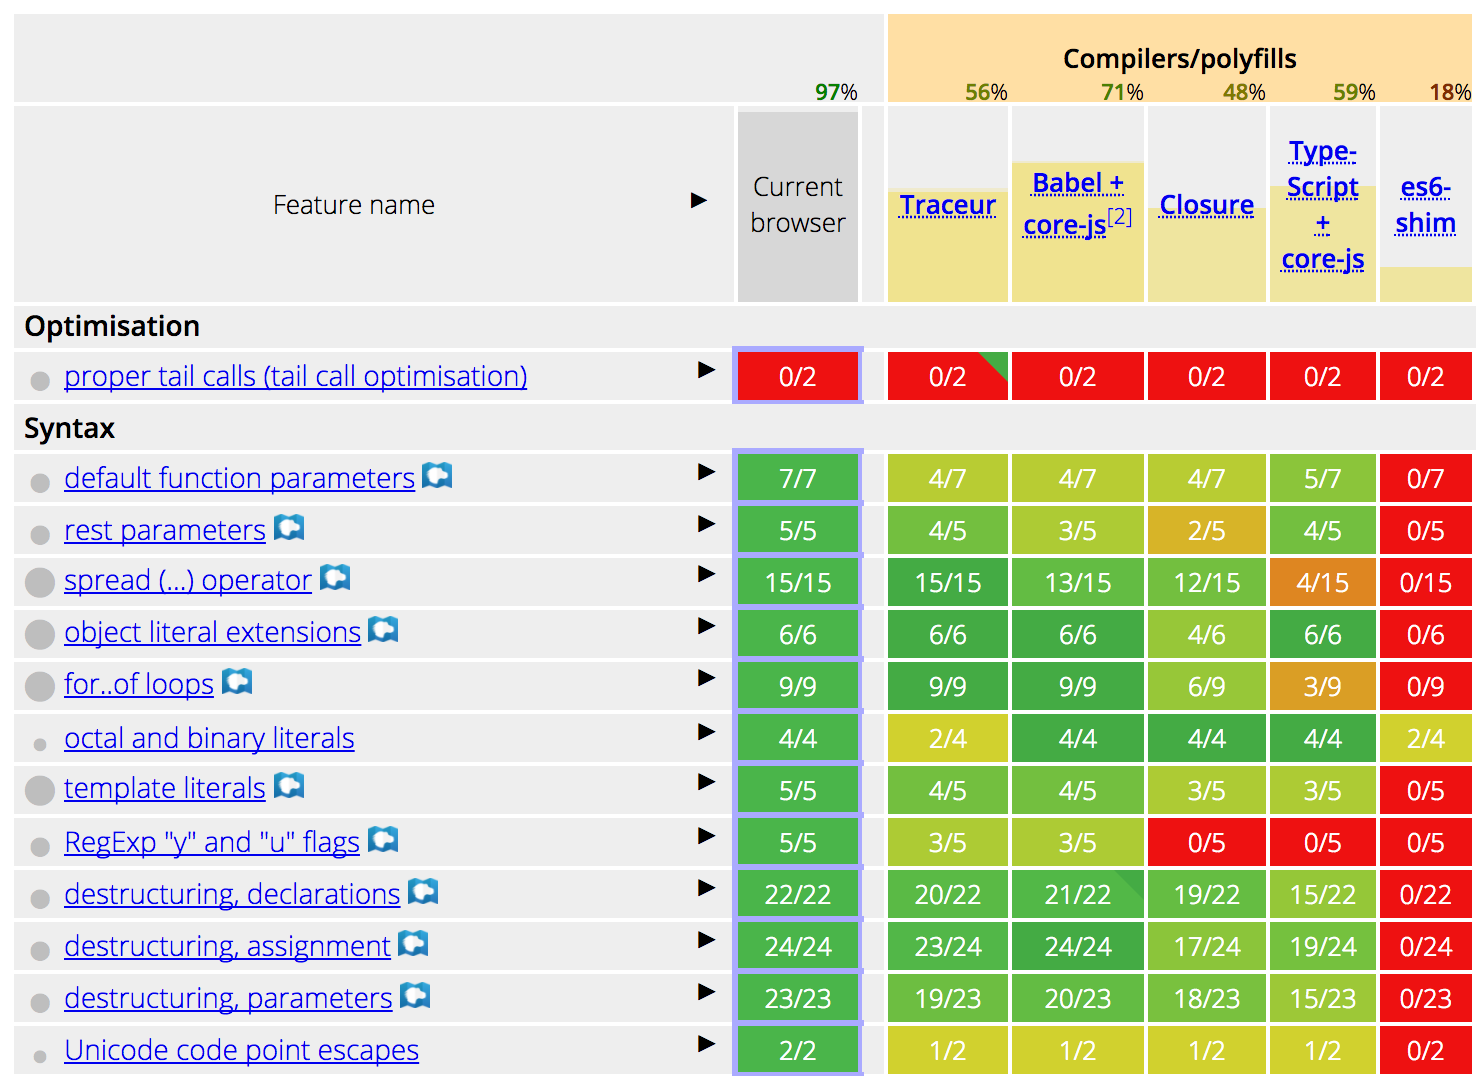 Compilers/polyfills
97% 56% 71% 48% 59% 18%
Feature name ▶ Current browser Traceur Babel + core-js[2] Closure Type-Script + core-js es6-shim
Optimisation
proper tail calls (tail call optimisation) ▶ 0/2 0/2 0/2 0/2 0/2 0/2
Syntax
default function parameters ▶ 7/7 4/7 4/7 4/7 5/7 0/7
rest parameters ▶ 5/5 4/5 3/5 2/5 4/5 0/5
spread (...) operator ▶ 15/15 15/15 13/15 12/15 4/15 0/15
object literal extensions ▶ 6/6 6/6 6/6 4/6 6/6 0/6
for..of loops ▶ 9/9 9/9 9/9 6/9 3/9 0/9
octal and binary literals ▶ 4/4 2/4 4/4 4/4 4/4 2/4
template literals ▶ 5/5 4/5 4/5 3/5 3/5 0/5
RegExp "y" and "u" flags ▶ 5/5 3/5 3/5 0/5 0/5 0/5
destructuring, declarations ▶ 22/22 20/22 21/22 19/22 15/22 0/22
destructuring, assignment ▶ 24/24 23/24 24/24 17/24 19/24 0/24
destructuring, parameters ▶ 23/23 19/23 20/23 18/23 15/23 0/23
Unicode code point escapes ▶ 2/2 1/2 1/2 1/2 1/2 0/2